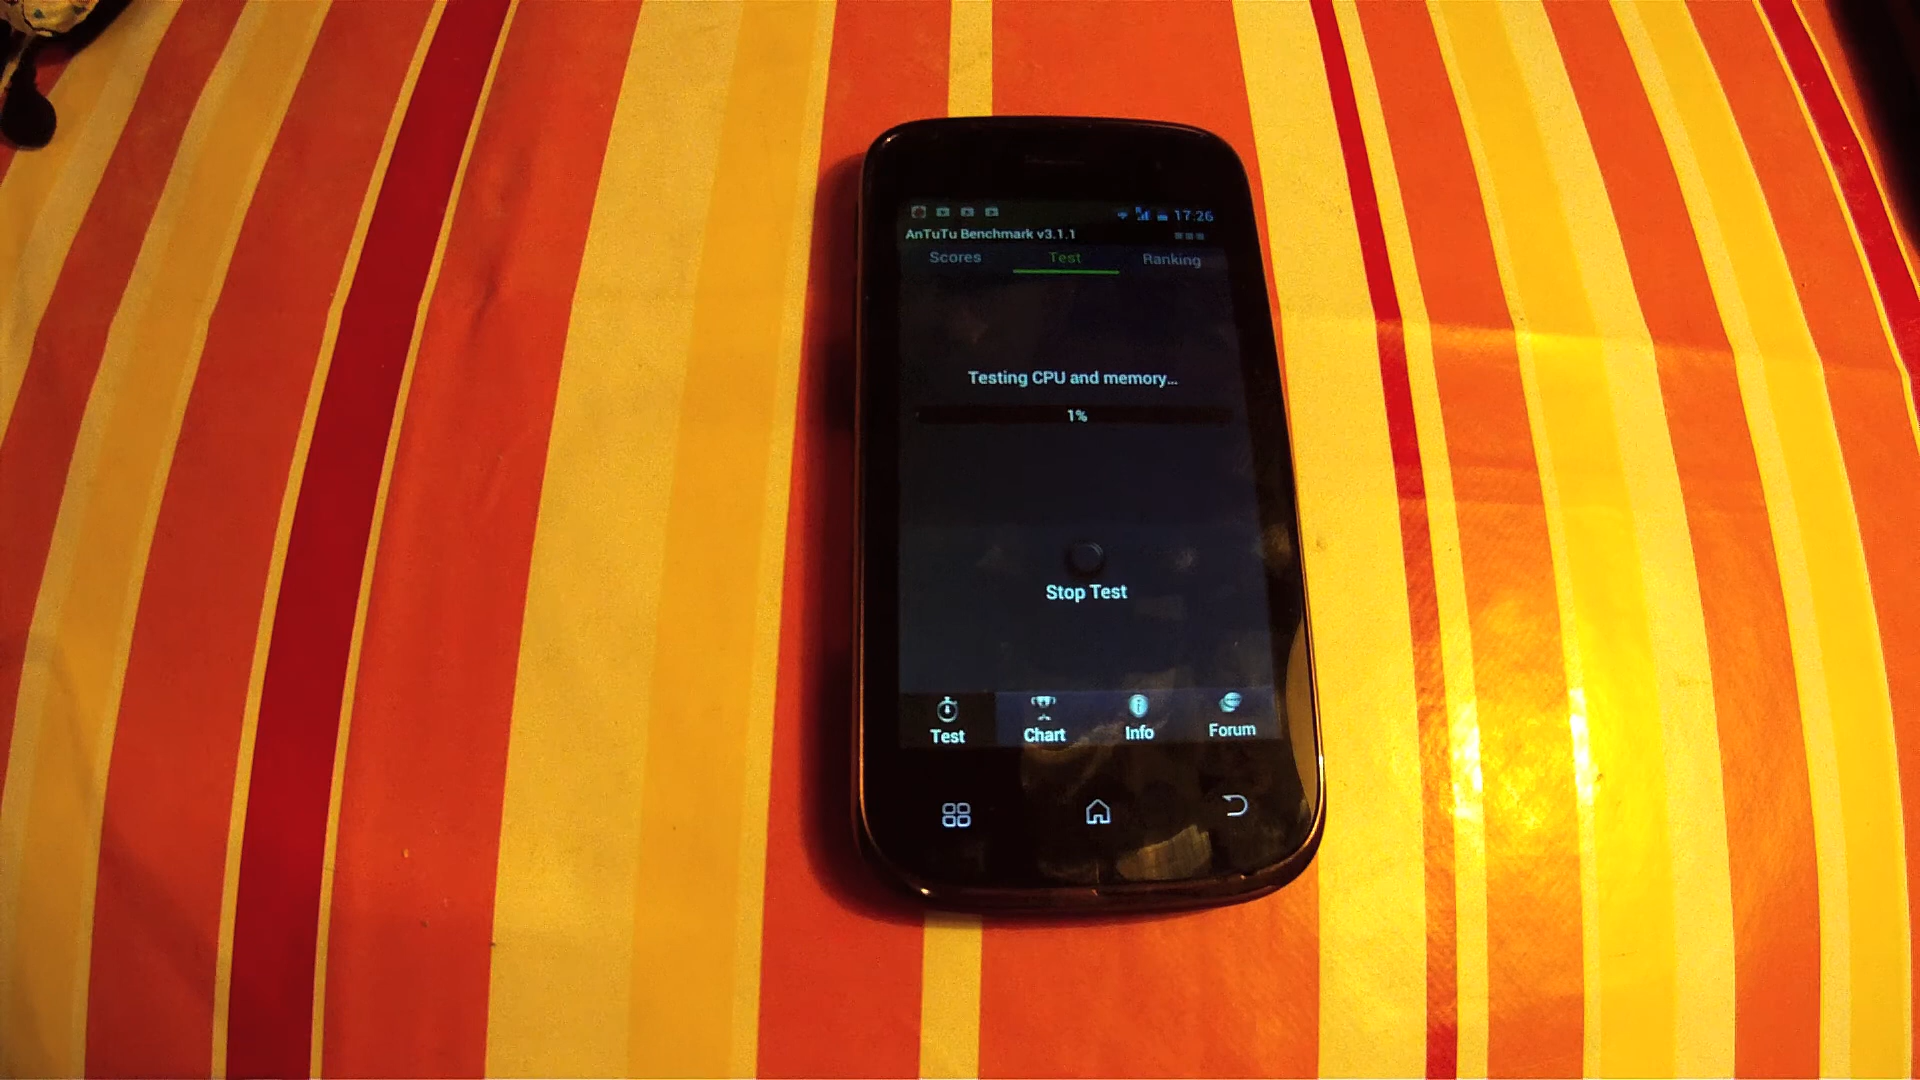 17:26
AnTuTu Benchmark v3.1.1
Scores Test Ranking
Testing CPU and memory...
1%
Stop Test
Test Chart Info Forum